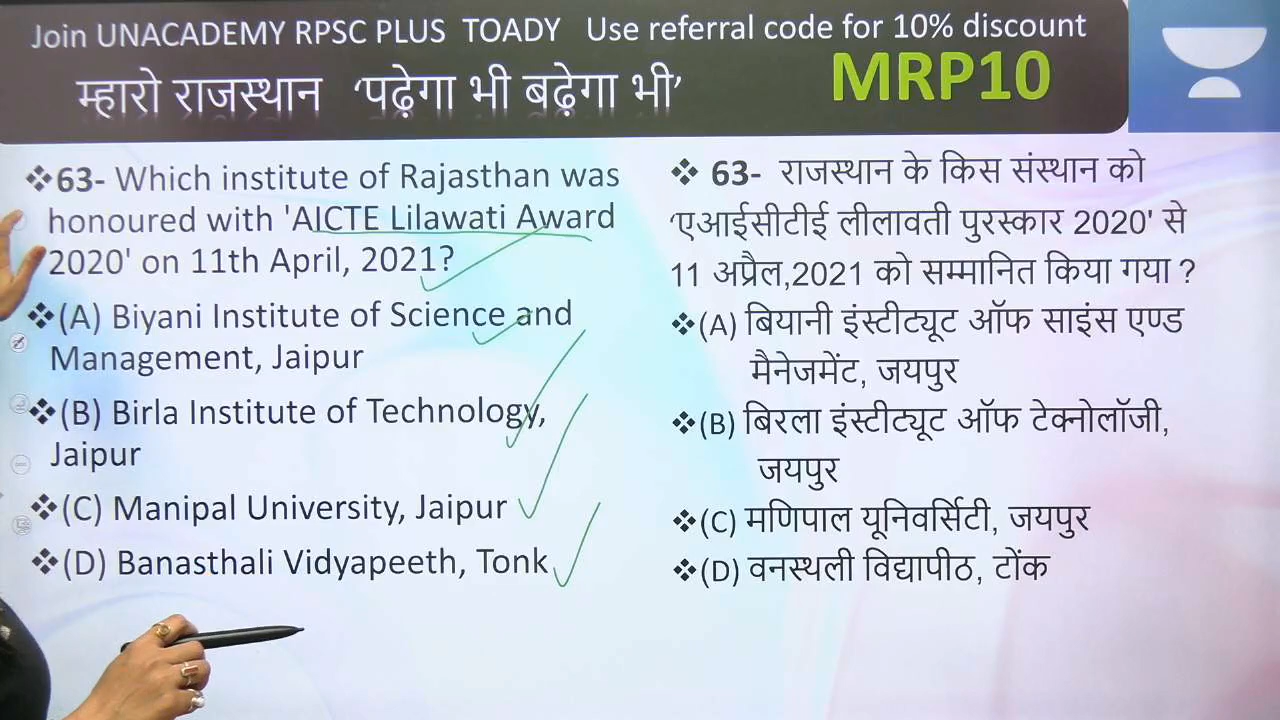 Join UNACADEMY RPSC PLUS TOADY Use referral code for 10% discount
म्हारो राजस्थान ‘पढ़ेगा भी बढ़ेगा भी’ MRP10
❖63- Which institute of Rajasthan was
honoured with 'AICTE Lilawati Award
2020' on 11th April, 2021?
❖(A) Biyani Institute of Science and
Management, Jaipur
❖(B) Birla Institute of Technology,
Jaipur
❖(C) Manipal University, Jaipur
❖(D) Banasthali Vidyapeeth, Tonk
❖ 63- राजस्थान के किस संस्थान को
‘एआईसीटीई लीलावती पुरस्कार 2020' से
11 अप्रैल,2021 को सम्मानित किया गया ?
❖(A) बियानी इंस्टीट्यूट ऑफ साइंस एण्ड
मैनेजमेंट, जयपुर
❖(B) बिरला इंस्टीट्यूट ऑफ टेक्नोलॉजी,
जयपुर
❖(C) मणिपाल यूनिवर्सिटी, जयपुर
❖(D) वनस्थली विद्यापीठ, टोंक